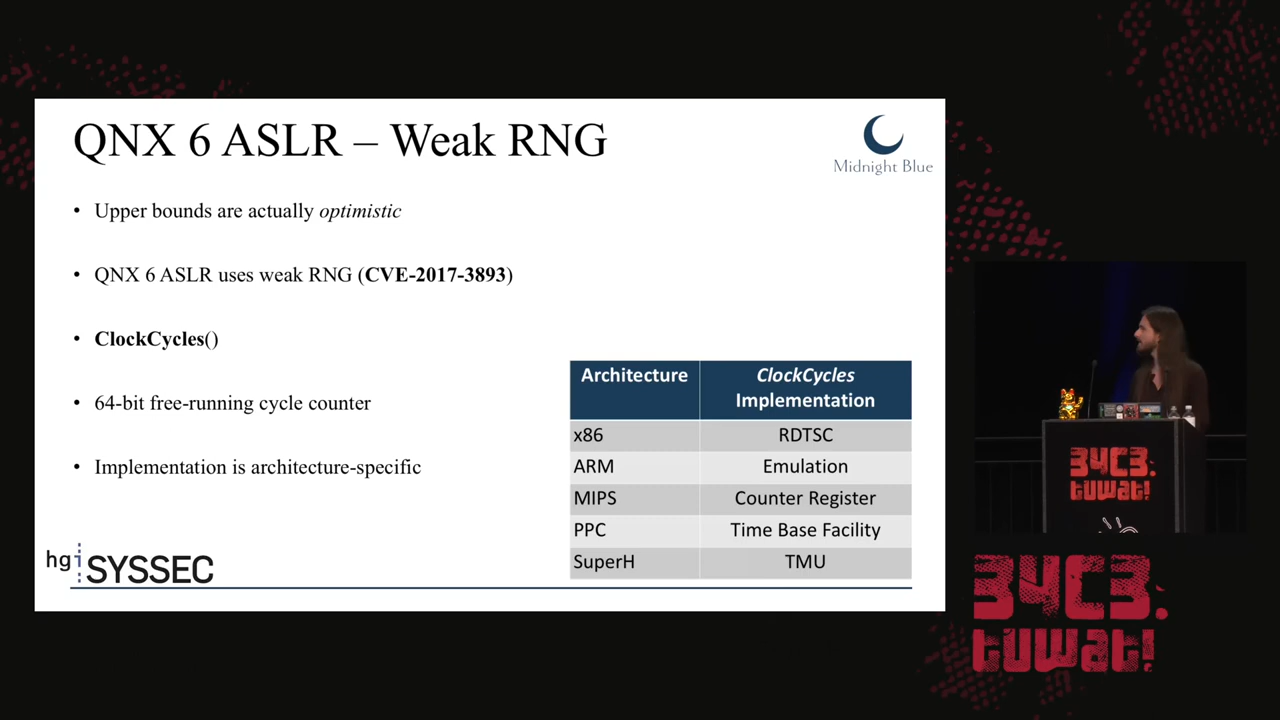 QNX 6 ASLR – Weak RNG
Midnight Blue
• Upper bounds are actually optimistic
• QNX 6 ASLR uses weak RNG (CVE-2017-3893)
• ClockCycles()
• 64-bit free-running cycle counter
• Implementation is architecture-specific
Architecture ClockCycles
Implementation
x86 RDTSC
ARM Emulation
MIPS Counter Register
PPC Time Base Facility
SuperH TMU
hgi SYSSEC
34C3.
tuwat!
34C3.
tuwat!